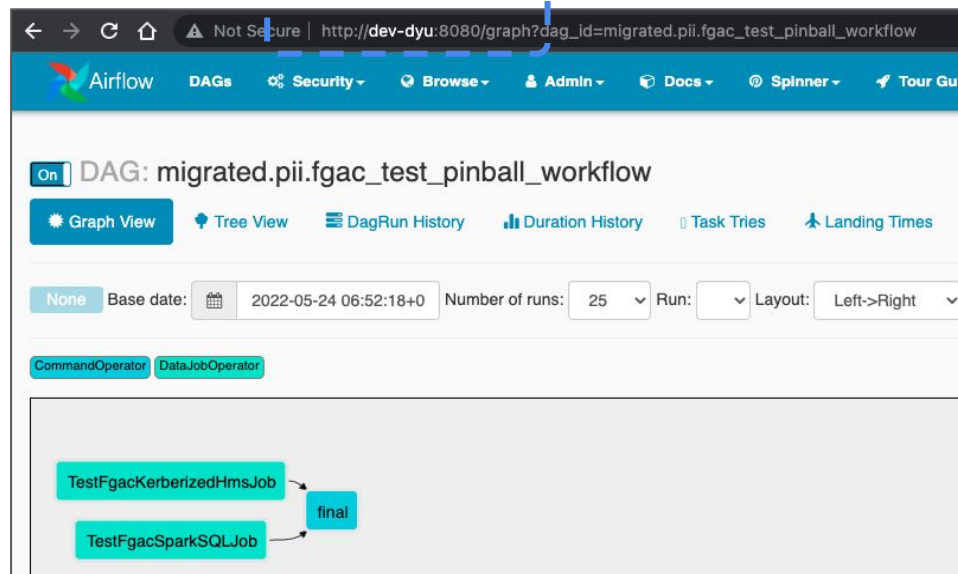 Not Secure | http://dev-dyu:8080/graph?dag_id=migrated.pii.fgac_test_pinball_workflow
Airflow DAGs Security Browse Admin Docs Spinner Tour Gu
On DAG: migrated.pii.fgac_test_pinball_workflow
Graph View Tree View DagRun History Duration History Task Tries Landing Times
None Base date: 2022-05-24 06:52:18+0 Number of runs: 25 Run: Layout: Left->Right
CommandOperator DataJobOperator
TestFgacKerberizedHmsJob
final
TestFgacSparkSQLJob